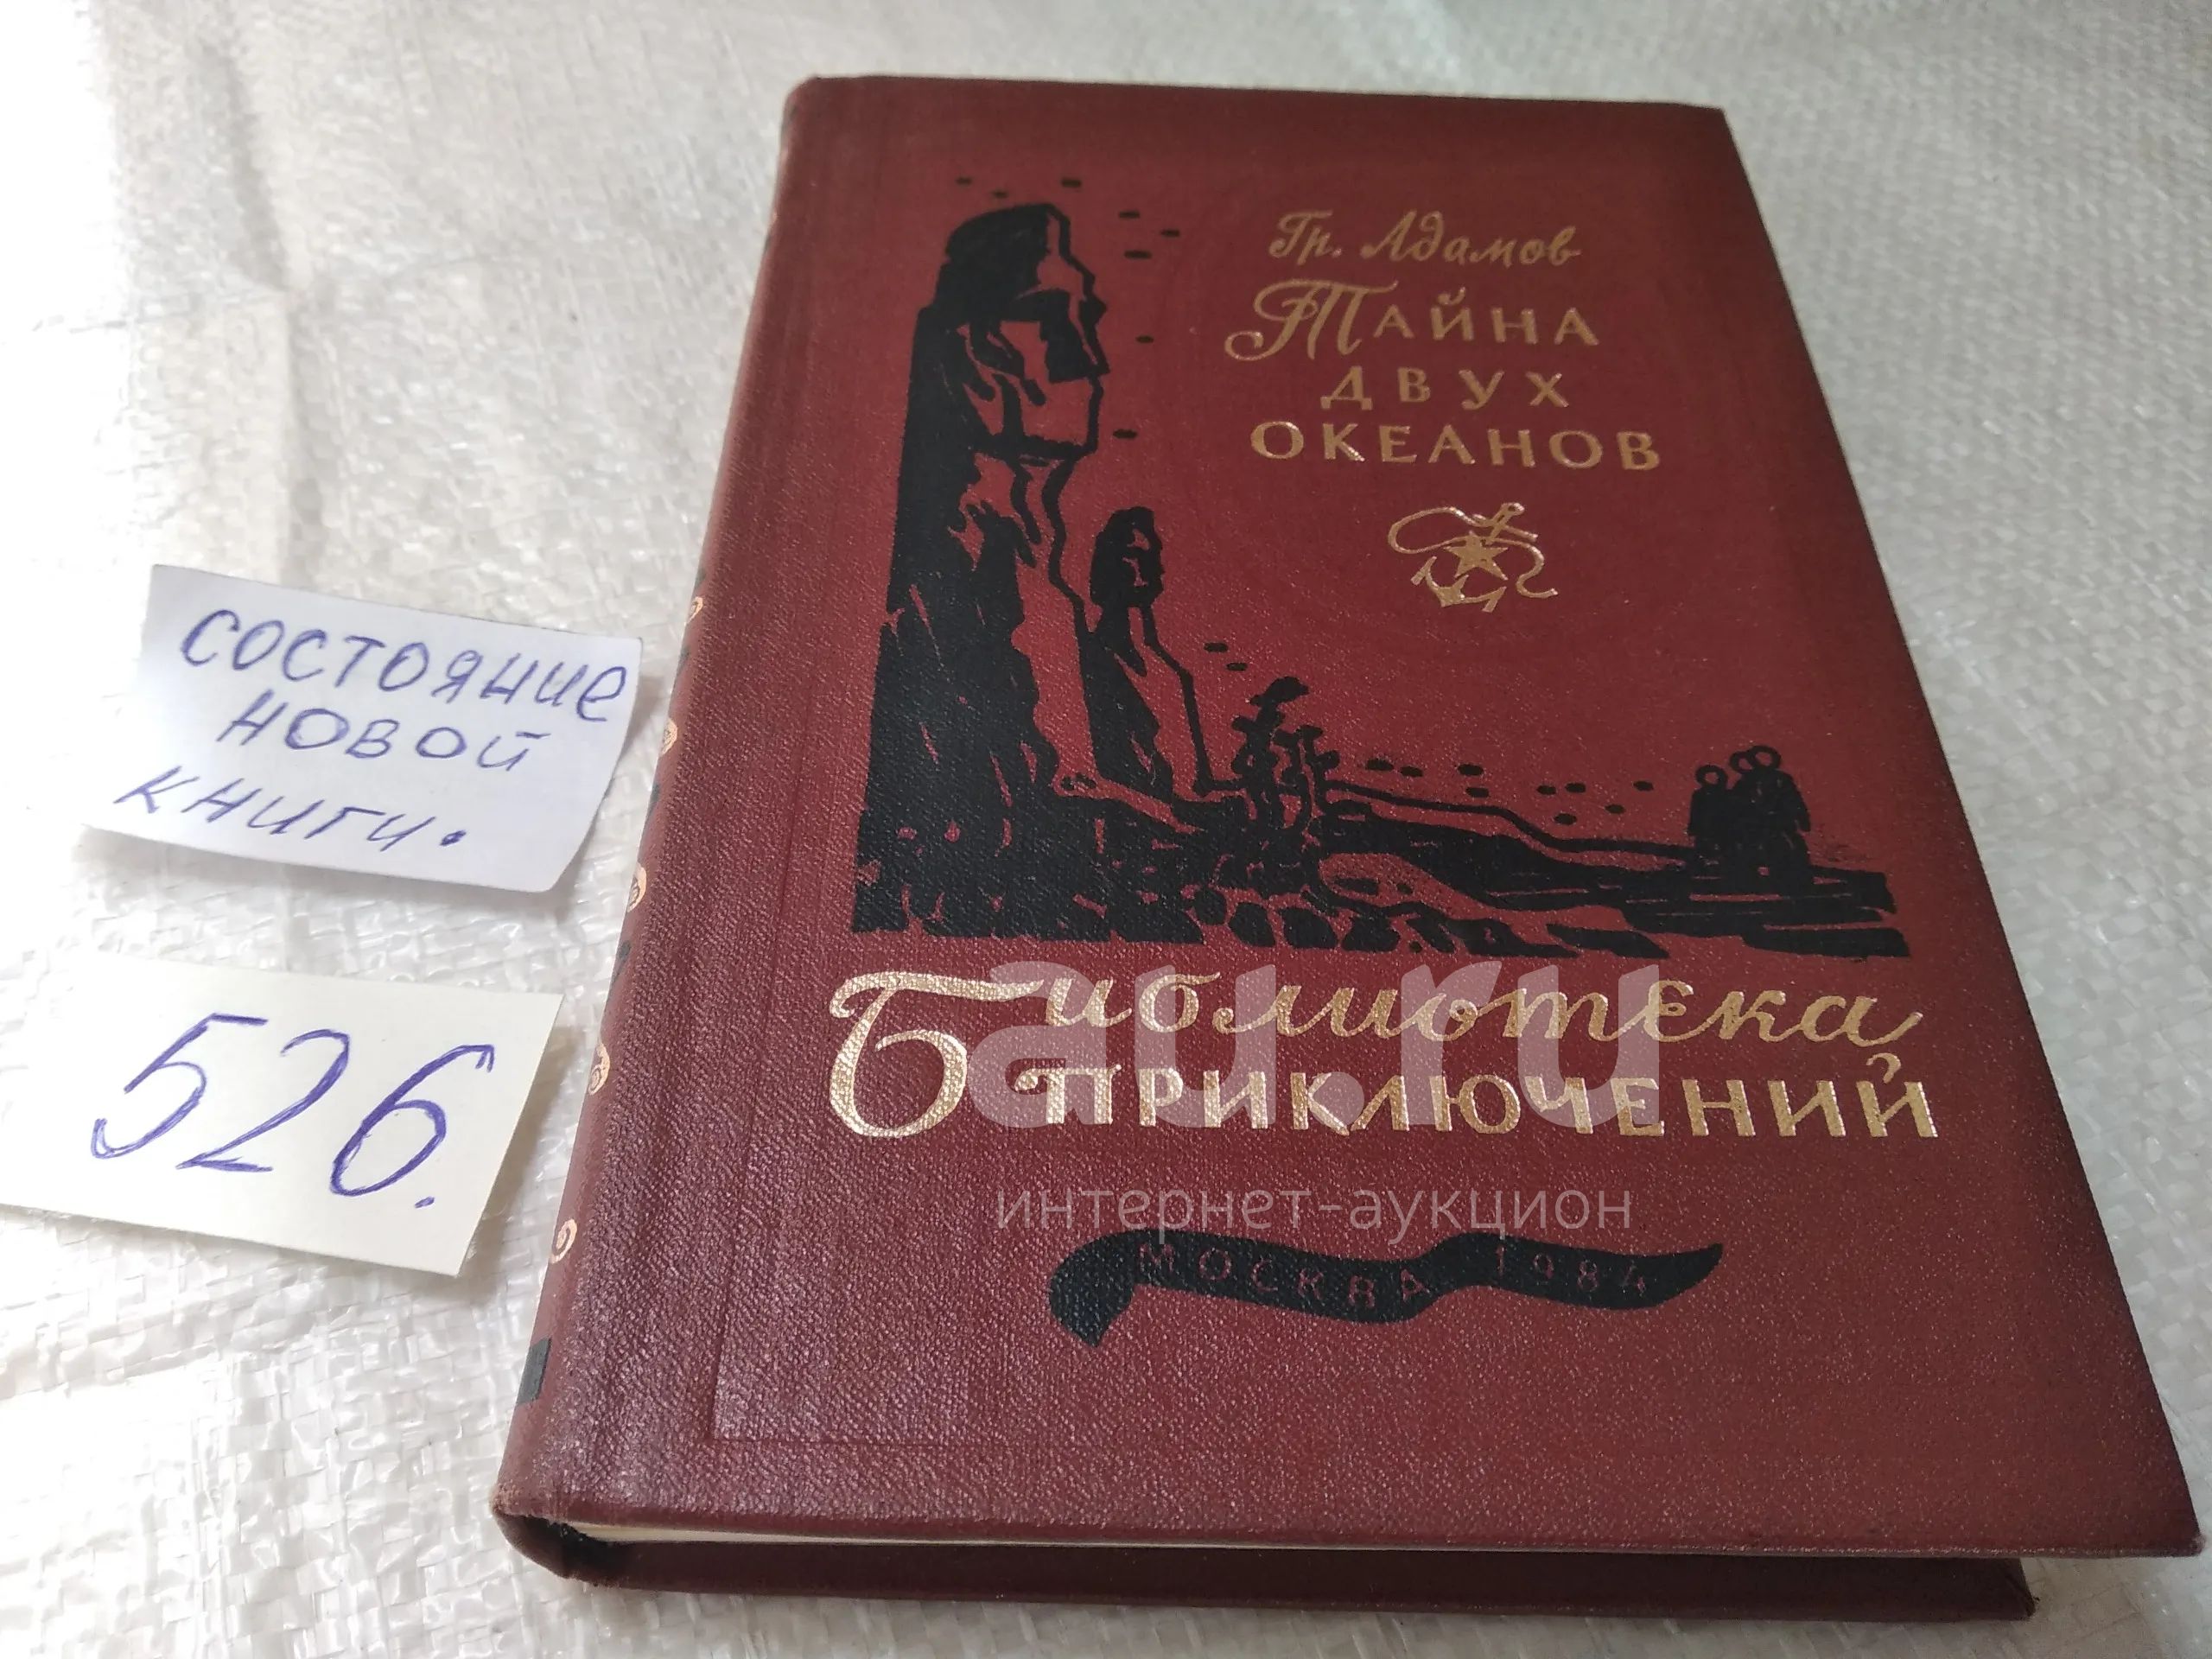 Гр. Адамов
ТАЙНА
ДВУХ
ОКЕАНОВ
Библиотека
ПРИКЛЮЧЕНИЙ
МОСКВА 1984
состояние
новой
книги.
526.
au.ru
интернет-аукцион